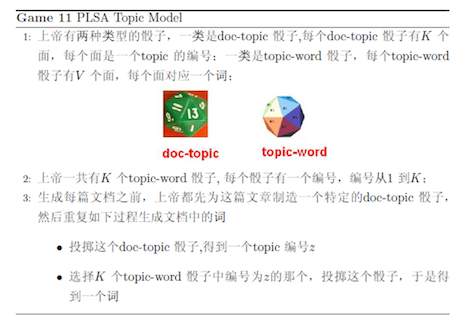 Game 11 PLSA Topic Model
1: 上帝有两种类型的骰子，一类是doc-topic 骰子,每个doc-topic 骰子有K 个
面，每个面是一个topic 的编号；一类是topic-word 骰子，每个topic-word
骰子有V 个面，每个面对应一个词；
11 13
doc-topic
topic-word
2: 上帝一共有K 个topic-word 骰子, 每个骰子有一个编号，编号从1 到K；
3: 生成每篇文档之前，上帝都先为这篇文章制造一个特定的doc-topic 骰子，
然后重复如下过程生成文档中的词
• 投掷这个doc-topic 骰子,得到一个topic 编号z
• 选择K 个topic-word 骰子中编号为z的那个，投掷这个骰子，于是得
到一个词